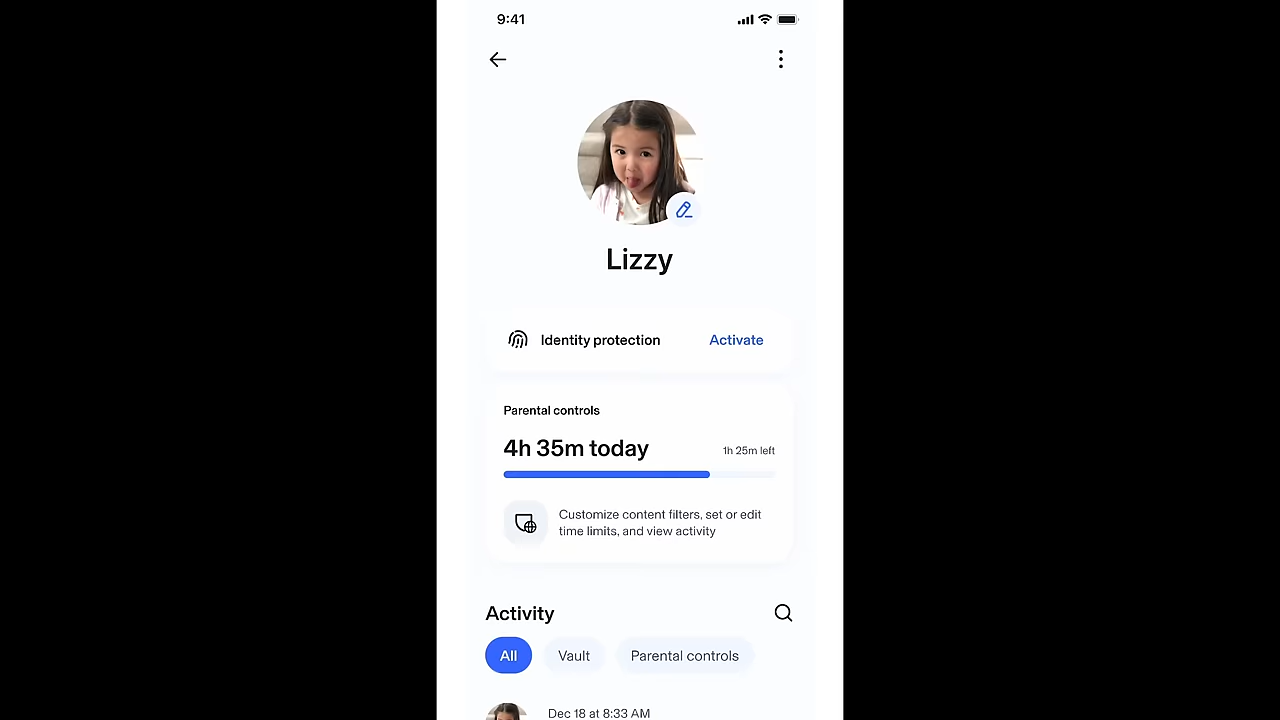 9:41
Lizzy
Identity protection
Activate
Parental controls
4h 35m today
1h 25m left
Customize content filters, set or edit
time limits, and view activity
Activity
All
Vault
Parental controls
Dec 18 at 8:33 AM